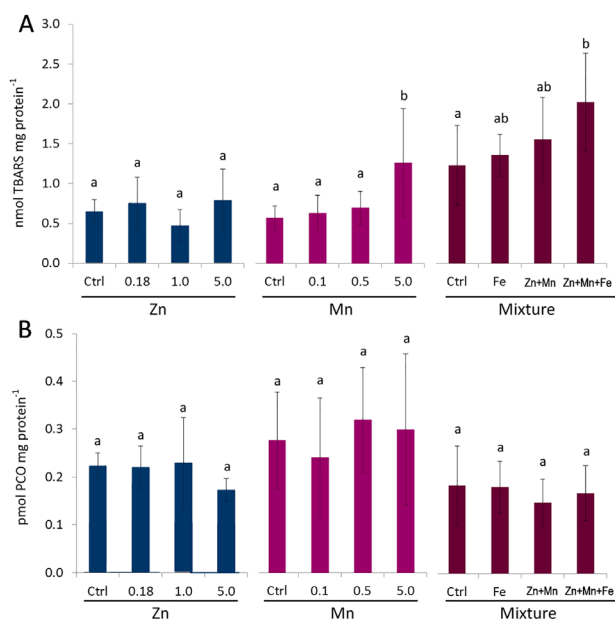 A
nmol TBARS mg protein⁻¹
3.0
2.5
2.0
1.5
1.0
0.5
0.0
a a a a
a a a b
a ab ab b
Ctrl 0.18 1.0 5.0
Ctrl 0.1 0.5 5.0
Ctrl Fe Zn+Mn Zn+Mn+Fe
Zn Mn Mixture
B
pmol PCO mg protein⁻¹
0.5
0.4
0.3
0.2
0.1
0.0
a a a a
a a a a
a a a a
Ctrl 0.18 1.0 5.0
Ctrl 0.1 0.5 5.0
Ctrl Fe Zn+Mn Zn+Mn+Fe
Zn Mn Mixture